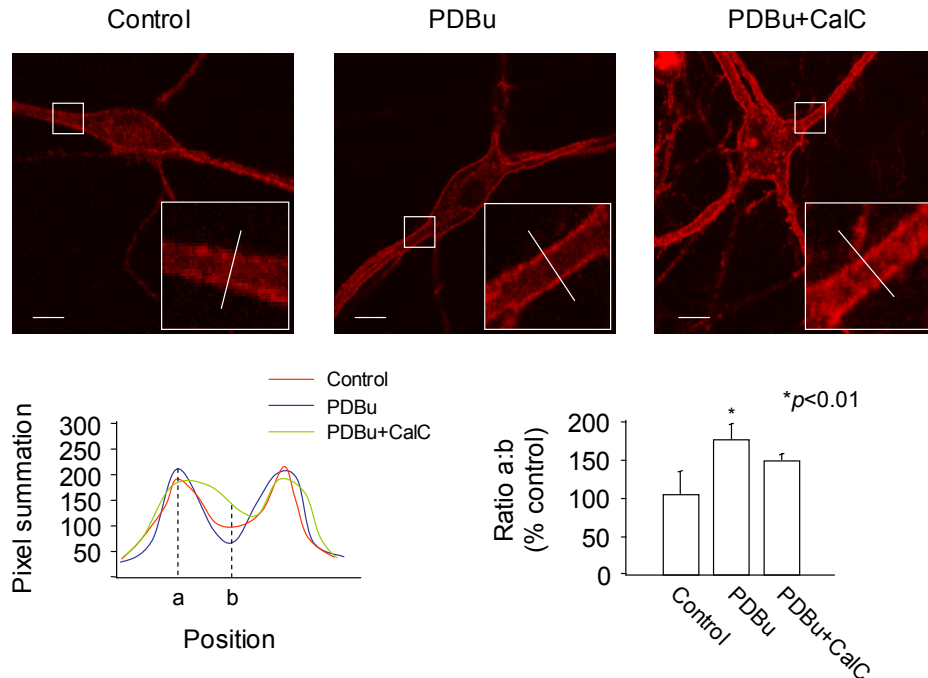 Control
PDBu
PDBu+CalC
Control
PDBu
PDBu+CalC
Pixel summation
300
250
200
150
100
50
a
b
Position
*p<0.01
*
Ratio a:b
(% control)
200
150
100
50
0
Control
PDBu
PDBu+CalC